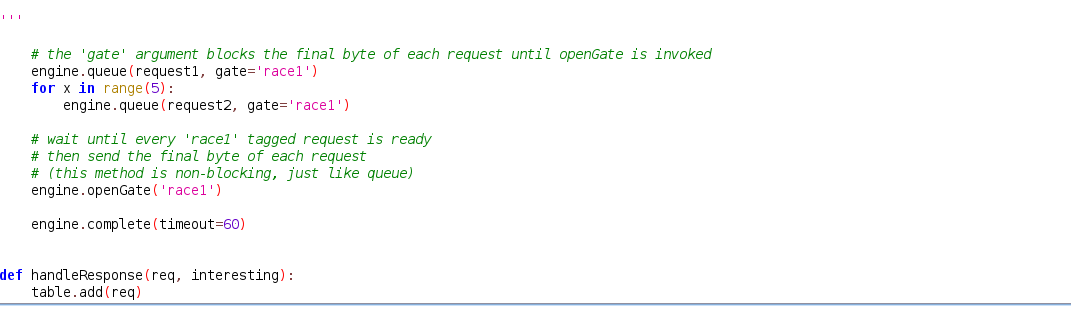 '''
    # the 'gate' argument blocks the final byte of each request until openGate is invoked
    engine.queue(request1, gate='race1')
    for x in range(5):
        engine.queue(request2, gate='race1')
    # wait until every 'race1' tagged request is ready
    # then send the final byte of each request
    # (this method is non-blocking, just like queue)
    engine.openGate('race1')
    engine.complete(timeout=60)
def handleResponse(req, interesting):
    table.add(req)